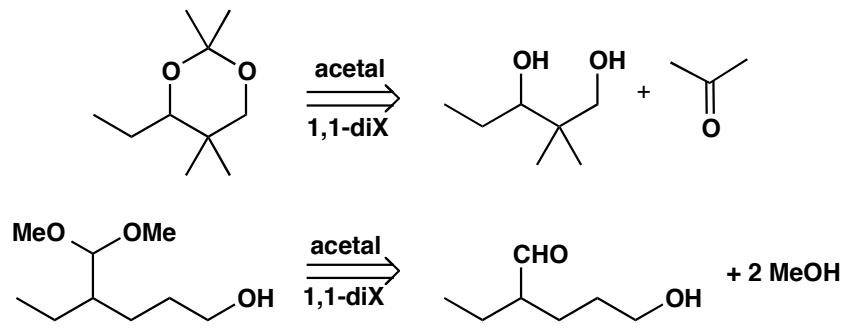 O O
acetal
1,1-diX
OH OH
+
O
MeO OMe
OH
acetal
1,1-diX
CHO
OH
+ 2 MeOH